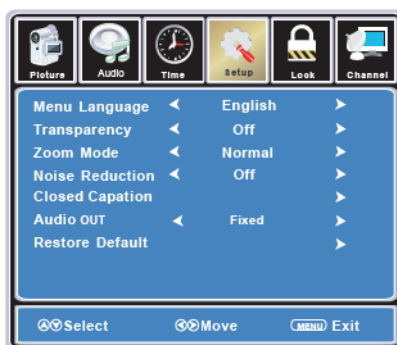 Picture Audio Time Setup Lock Channel
Menu Language English
Transparency Off
Zoom Mode Normal
Noise Reduction Off
Closed Capation
Audio OUT Fixed
Restore Default
Select Move MENU Exit